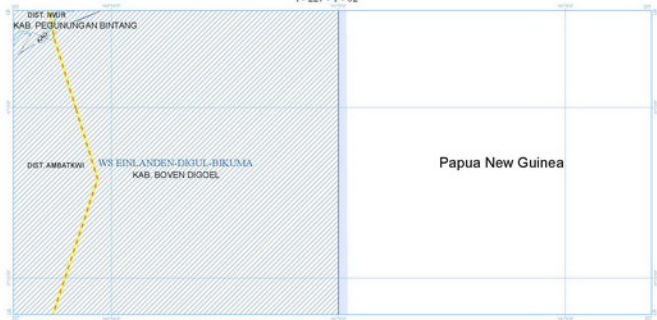 DIST. IWUR
KAB. PEGUNUNGAN BINTANG
DIST. AMBATKWI
WS EINLANDEN-DIGUL-BIKUMA
KAB. BOVEN DIGOEL
Papua New Guinea